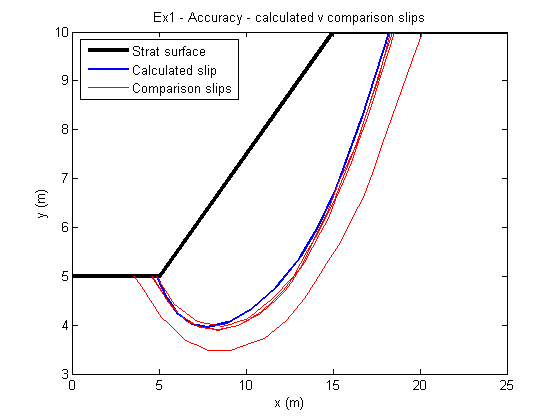 Ex1 - Accuracy - calculated v comparison slips
Strat surface
Calculated slip
Comparison slips
10
9
8
7
6
5
4
3
y (m)
0 5 10 15 20 25
x (m)